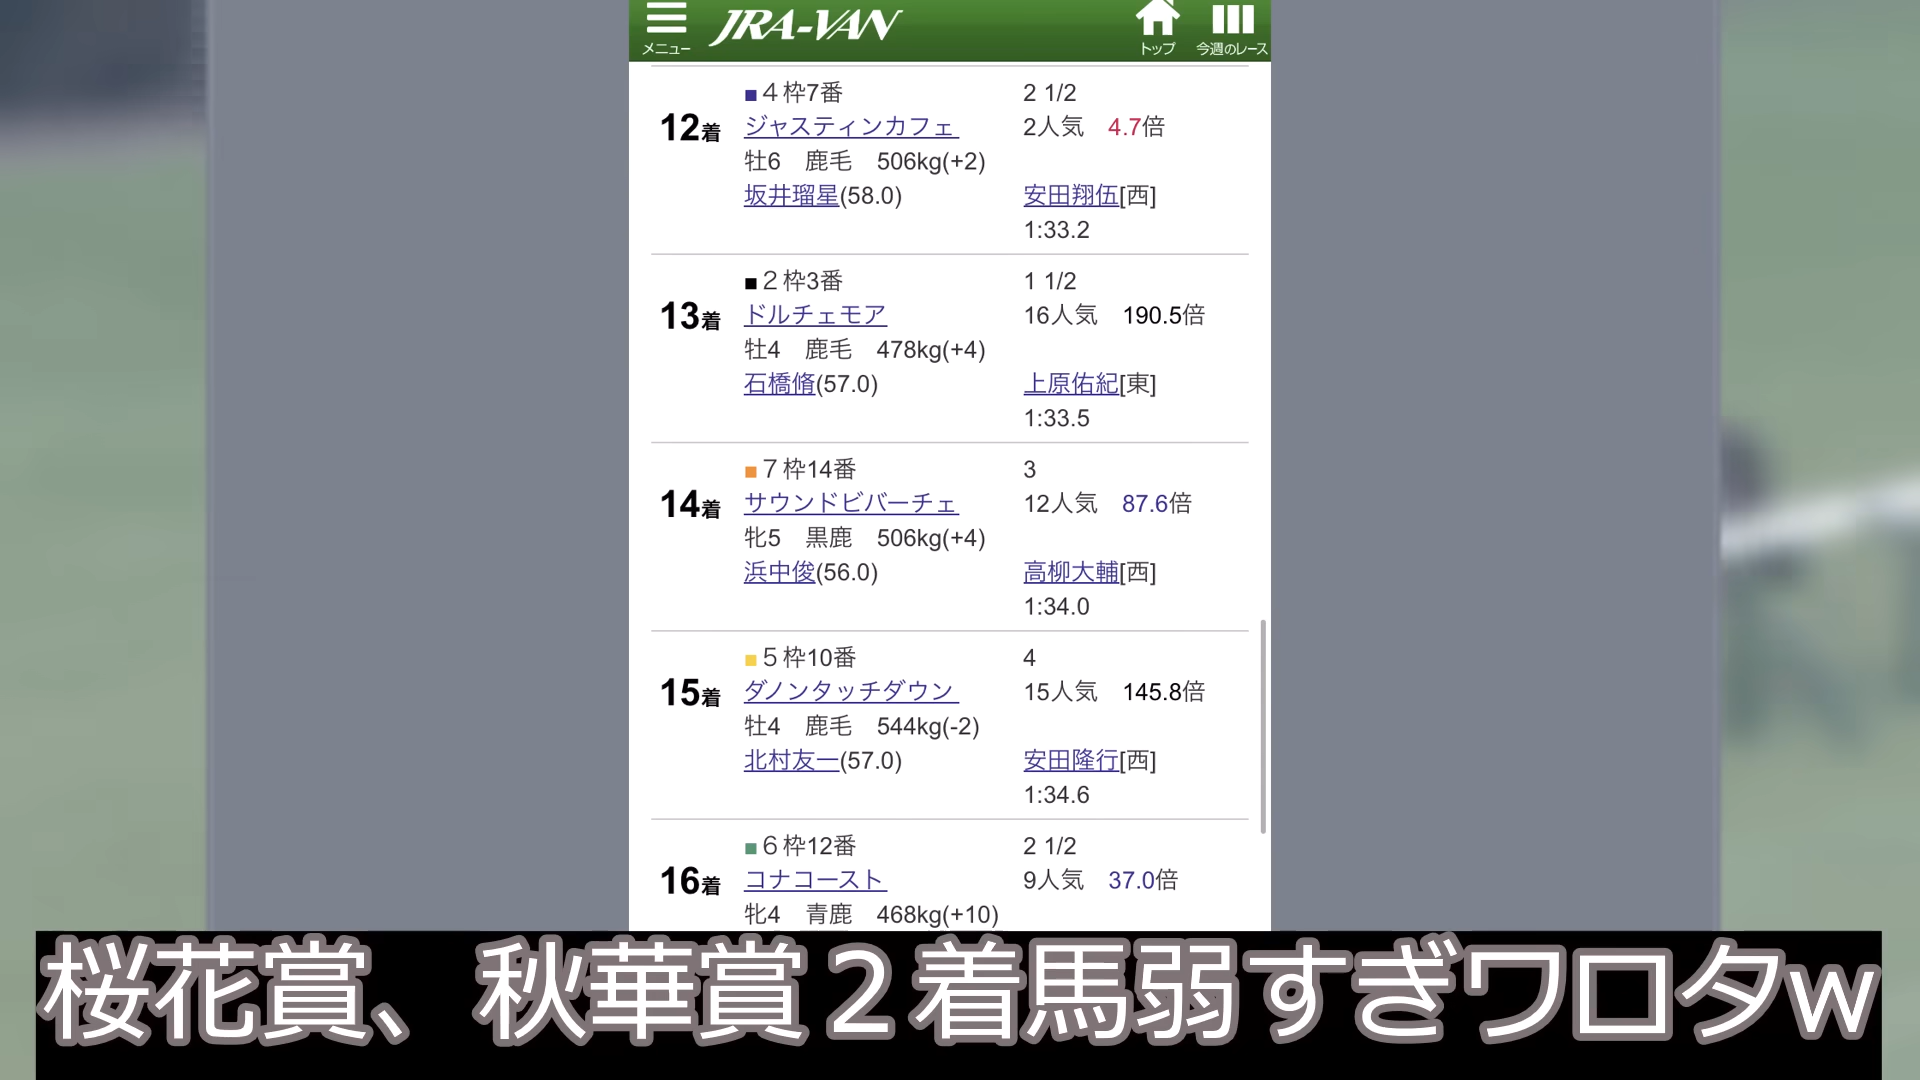 メニュー
JRA-VAN
トップ
今週のレース
12着
■4枠7番 2 1/2
ジャスティンカフェ 2人気 4.7倍
牡6 鹿毛 506kg(+2)
坂井瑠星(58.0) 安田翔伍[西]
1:33.2
13着
■2枠3番 1 1/2
ドルチェモア 16人気 190.5倍
牡4 鹿毛 478kg(+4)
石橋脩(57.0) 上原佑紀[東]
1:33.5
14着
■7枠14番 3
サウンドビバーチェ 12人気 87.6倍
牝5 黒鹿 506kg(+4)
浜中俊(56.0) 高柳大輔[西]
1:34.0
15着
■5枠10番 4
ダノンタッチダウン 15人気 145.8倍
牡4 鹿毛 544kg(-2)
北村友一(57.0) 安田隆行[西]
1:34.6
16着
■6枠12番 2 1/2
コナコースト 9人気 37.0倍
牝4 青鹿 468kg(+10)
桜花賞、秋華賞２着馬弱すぎワロタw